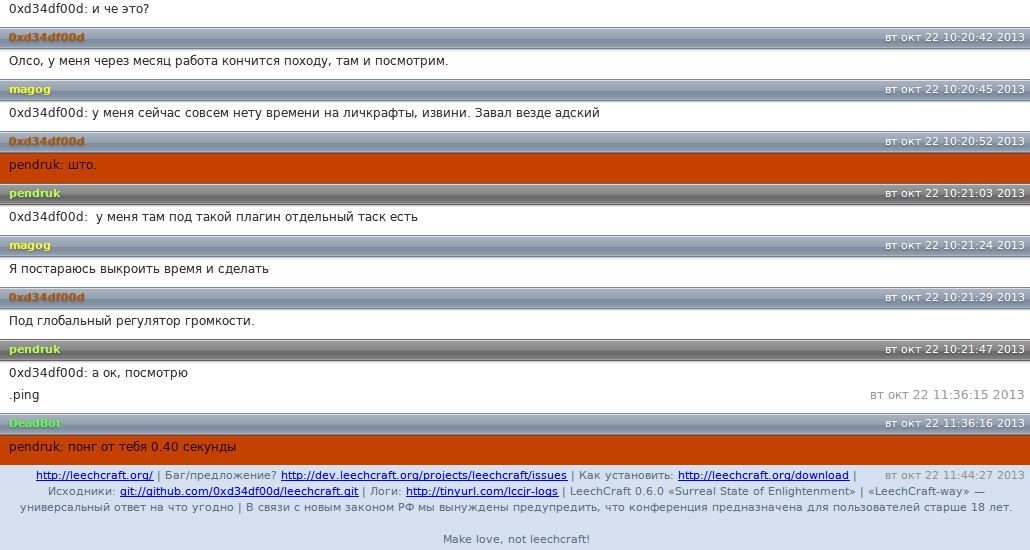 0xd34df00d: и че это?
0xd34df00d вт окт 22 10:20:42 2013
Олсо, у меня через месяц работа кончится походу, там и посмотрим.
magog вт окт 22 10:20:45 2013
0xd34df00d: у меня сейчас совсем нету времени на личкрафты, извини. Завал везде адский
0xd34df00d вт окт 22 10:20:52 2013
pendruk: што.
pendruk вт окт 22 10:21:03 2013
0xd34df00d:  у меня там под такой плагин отдельный таск есть
magog вт окт 22 10:21:24 2013
Я постараюсь выкроить время и сделать
0xd34df00d вт окт 22 10:21:29 2013
Под глобальный регулятор громкости.
pendruk вт окт 22 10:21:47 2013
0xd34df00d: а ок, посмотрю
.ping вт окт 22 11:36:15 2013
DeadBot вт окт 22 11:36:16 2013
pendruk: понг от тебя 0.40 секунды
http://leechcraft.org/ | Баг/предложение? http://dev.leechcraft.org/projects/leechcraft/issues | Как установить: http://leechcraft.org/download | вт окт 22 11:44:27 2013
Исходники: git://github.com/0xd34df00d/leechcraft.git | Логи: http://tinyurl.com/lccjr-logs | LeechCraft 0.6.0 «Surreal State of Enlightenment» | «LeechCraft-way» —
универсальный ответ на что угодно | В связи с новым законом РФ мы вынуждены предупредить, что конференция предназначена для пользователей старше 18 лет.
Make love, not leechcraft!